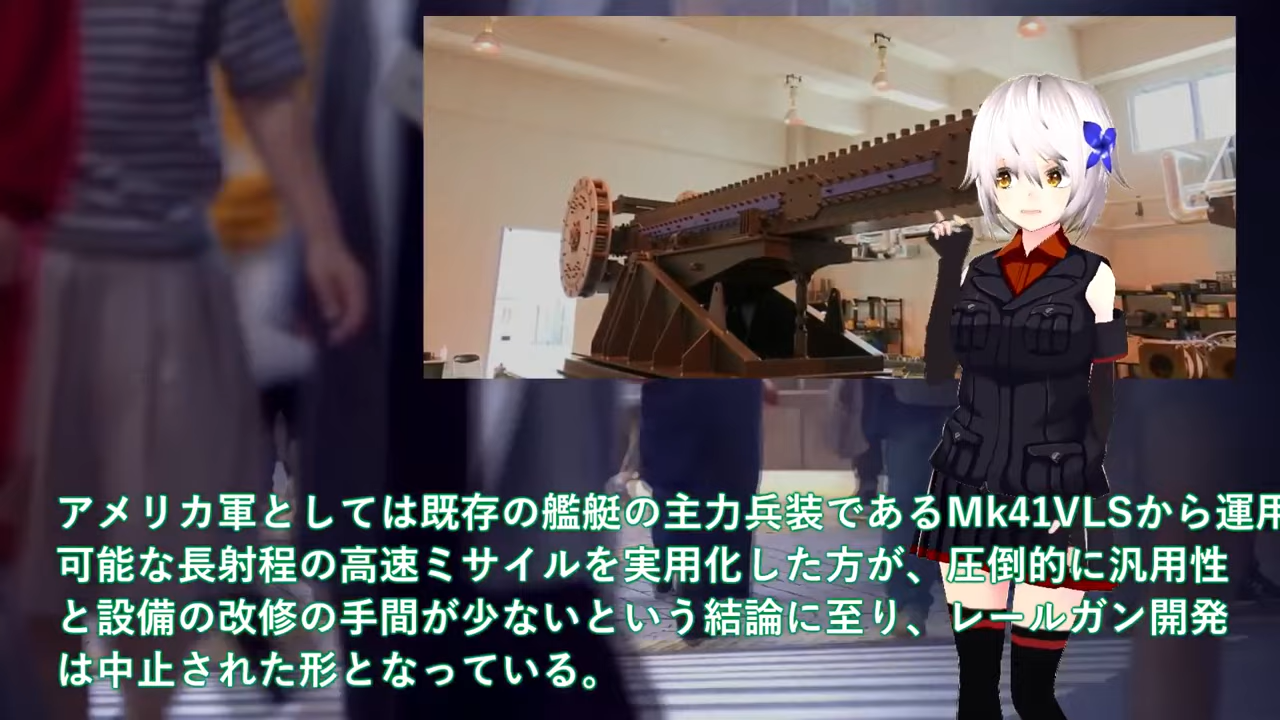 アメリカ軍としては既存の艦艇の主力兵装であるMk41VLSから運用
可能な長射程の高速ミサイルを実用化した方が、圧倒的に汎用性
と設備の改修の手間が少ないという結論に至り、レールガン開発
は中止された形となっている。